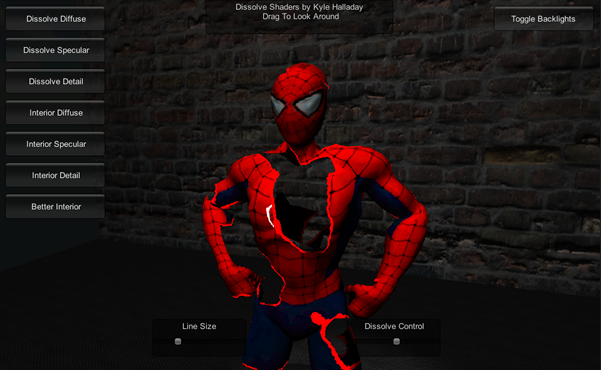 Dissolve Shaders by Kyle Halladay
Drag To Look Around
Dissolve Diffuse
Dissolve Specular
Dissolve Detail
Interior Diffuse
Interior Specular
Interior Detail
Better Interior
Toggle Backlights
Line Size
Dissolve Control